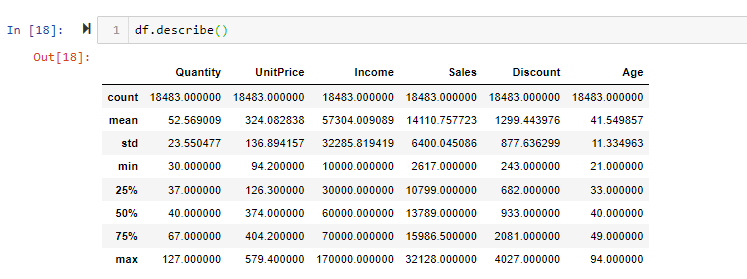 In [18]: 1 df.describe()
Out[18]:
Quantity UnitPrice Income Sales Discount Age
count 18483.000000 18483.000000 18483.000000 18483.000000 18483.000000 18483.000000
mean 52.569009 324.082838 57304.009089 14110.757723 1299.443976 41.549857
std 23.550477 136.894157 32285.819419 6400.045086 877.636299 11.334963
min 30.000000 94.200000 10000.000000 2617.000000 243.000000 21.000000
25% 37.000000 126.300000 30000.000000 10799.000000 682.000000 33.000000
50% 40.000000 374.000000 60000.000000 13789.000000 933.000000 40.000000
75% 67.000000 404.200000 70000.000000 15986.500000 2081.000000 49.000000
max 127.000000 579.400000 170000.000000 32128.000000 4027.000000 94.000000